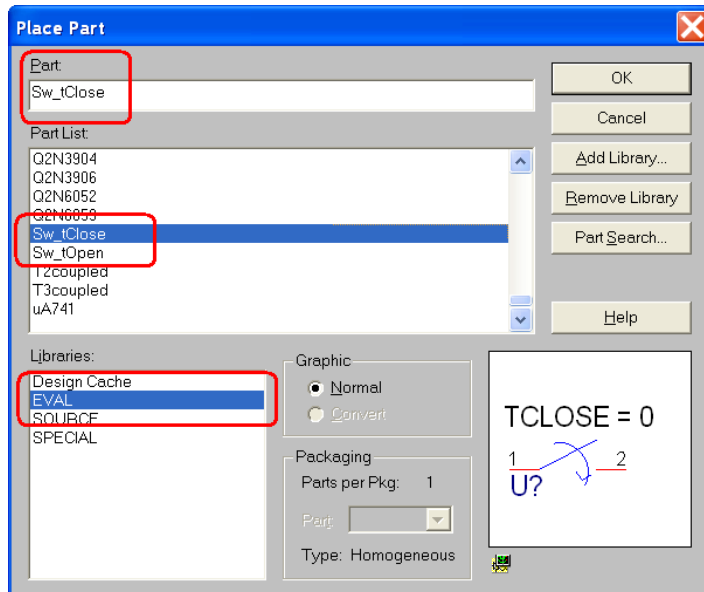 Place Part
Part:
Sw_tClose
OK
Cancel
Part List:
Q2N3904
Q2N3906
Q2N6052
Q2N6059
Sw_tClose
Sw_tOpen
T2coupled
T3coupled
uA741
Add Library...
Remove Library
Part Search...
Help
Libraries:
Design Cache
EVAL
SOURCE
SPECIAL
Graphic
Normal
Convert
Packaging
Parts per Pkg: 1
Part:
Type: Homogeneous
TCLOSE = 0
1 2
U?